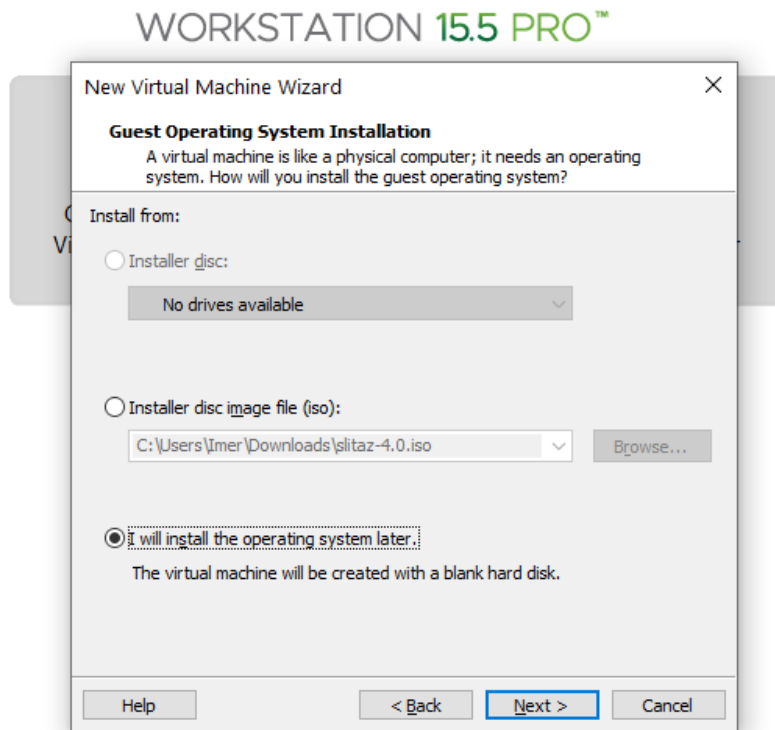 WORKSTATION 15.5 PRO™
New Virtual Machine Wizard
Guest Operating System Installation
A virtual machine is like a physical computer; it needs an operating
system. How will you install the guest operating system?
Install from:
Installer disc:
No drives available
Installer disc image file (iso):
C:\Users\Imer\Downloads\slitaz-4.0.iso
Browse...
I will install the operating system later.
The virtual machine will be created with a blank hard disk.
Help
< Back
Next >
Cancel